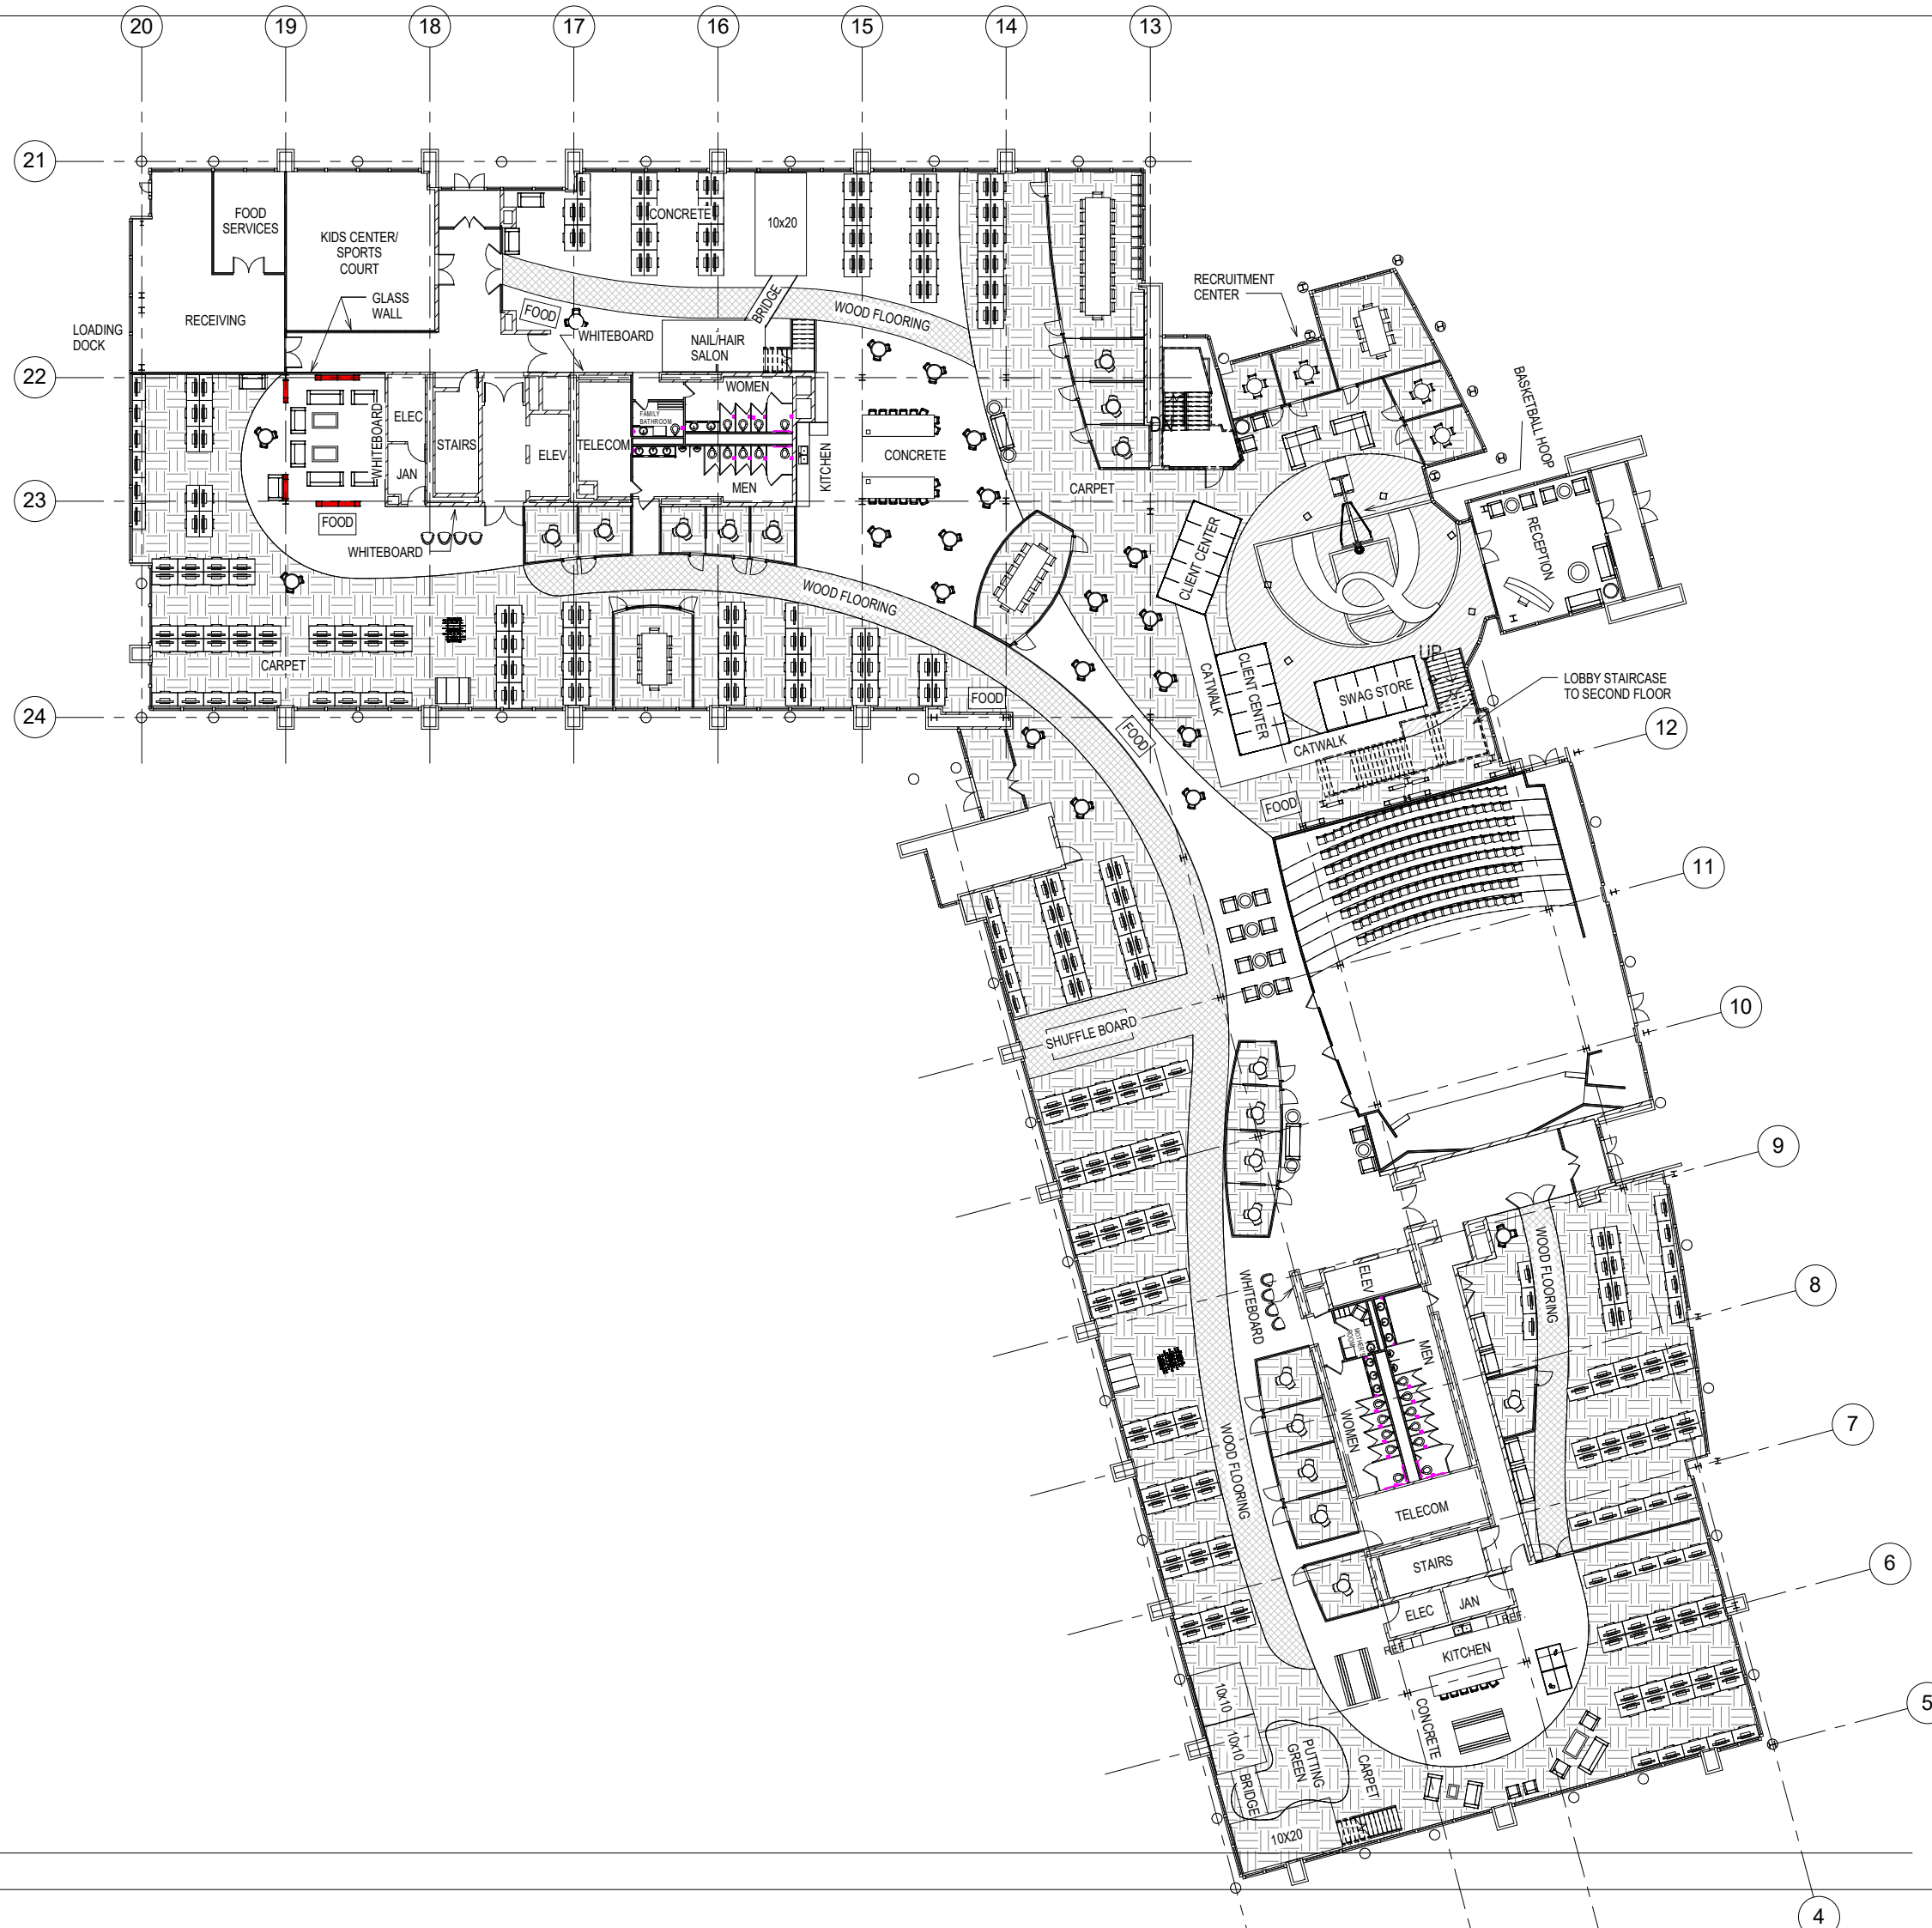 20
19
18
17
16
15
14
13
21
FOOD
SERVICES
KIDS CENTER/
SPORTS
COURT
CONCRETE
10x20
RECRUITMENT
CENTER
GLASS
WALL
RECEIVING
LOADING
DOCK
FOOD
WHITEBOARD
BRIDGE
WOOD FLOORING
NAIL/HAIR
SALON
22
WOMEN
BASKETBALL HOOP
WHITEBOARD
ELEC
FAMILY
BATHROOM
STAIRS
ELEV
TELECOM
KITCHEN
CONCRETE
JAN
MEN
23
CARPET
FOOD
WHITEBOARD
CLIENT CENTER
RECEPTION
WOOD FLOORING
CARPET
UP
CATWALK
CLIENT CENTER
SWAG STORE
LOBBY STAIRCASE
TO SECOND FLOOR
24
FOOD
FOOD
CATWALK
12
FOOD
11
10
SHUFFLE BOARD
9
WOOD FLOORING
ELEV
WHITEBOARD
8
MOTHER'S
ROOM
MEN
WOMEN
7
WOOD FLOORING
TELECOM
STAIRS
6
ELEC
JAN
REF.
REF.
KITCHEN
10x10
CONCRETE
5
10x10
PUTTING
GREEN
CARPET
BRIDGE
10X20
4